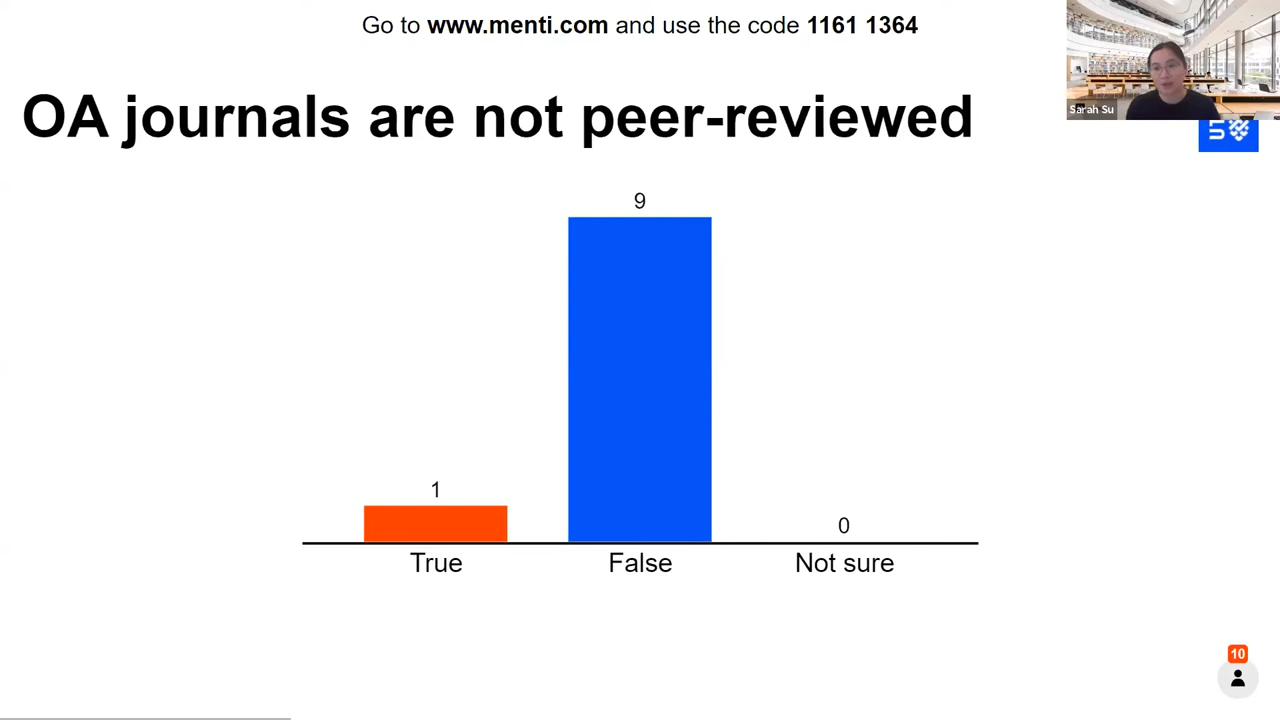 Go to www.menti.com and use the code 1161 1364
Sarah Su
OA journals are not peer-reviewed
9
1
0
True
False
Not sure
10